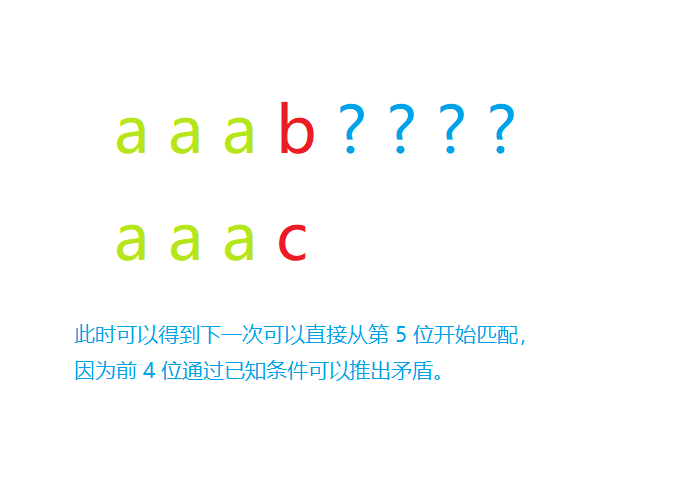 a a a b ? ? ? ?
a a a c
此时可以得到下一次可以直接从第 5 位开始匹配，
因为前 4 位通过已知条件可以推出矛盾。